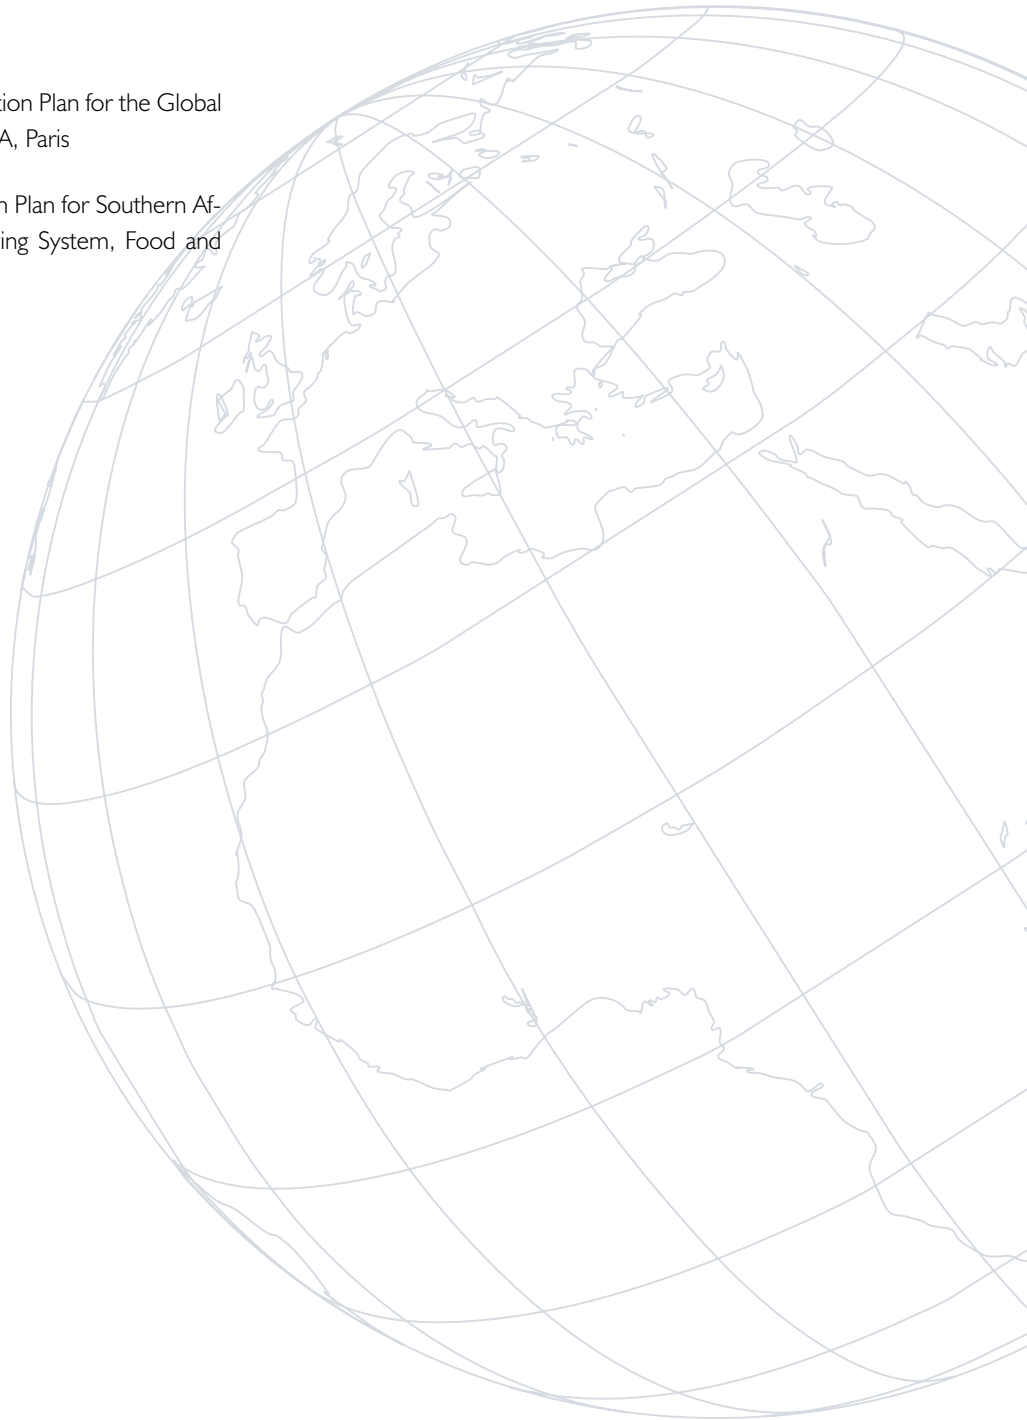 tion Plan for the Global
A, Paris
n Plan for Southern Af-
ing System, Food and